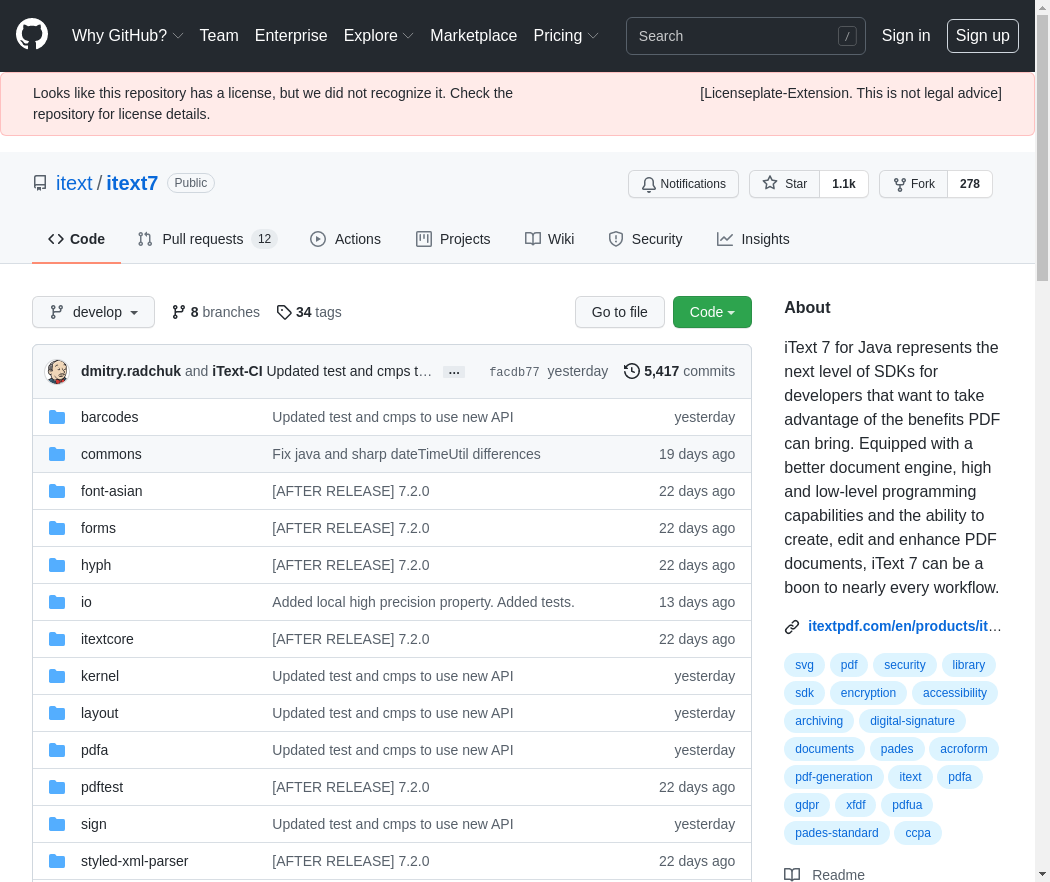 Why GitHub? Team Enterprise Explore Marketplace Pricing Search / Sign in Sign up
Looks like this repository has a license, but we did not recognize it. Check the
repository for license details.
[Licenseplate-Extension. This is not legal advice]
itext / itext7 Public
Notifications Star 1.1k Fork 278
Code Pull requests 12 Actions Projects Wiki Security Insights
develop 8 branches 34 tags Go to file Code
dmitry.radchuk and iText-CI Updated test and cmps t… … facdb77 yesterday 5,417 commits
barcodes Updated test and cmps to use new API yesterday
commons Fix java and sharp dateTimeUtil differences 19 days ago
font-asian [AFTER RELEASE] 7.2.0 22 days ago
forms [AFTER RELEASE] 7.2.0 22 days ago
hyph [AFTER RELEASE] 7.2.0 22 days ago
io Added local high precision property. Added tests. 13 days ago
itextcore [AFTER RELEASE] 7.2.0 22 days ago
kernel Updated test and cmps to use new API yesterday
layout Updated test and cmps to use new API yesterday
pdfa Updated test and cmps to use new API yesterday
pdftest [AFTER RELEASE] 7.2.0 22 days ago
sign Updated test and cmps to use new API yesterday
styled-xml-parser [AFTER RELEASE] 7.2.0 22 days ago
About
iText 7 for Java represents the
next level of SDKs for
developers that want to take
advantage of the benefits PDF
can bring. Equipped with a
better document engine, high
and low-level programming
capabilities and the ability to
create, edit and enhance PDF
documents, iText 7 can be a
boon to nearly every workflow.
itextpdf.com/en/products/it…
svg pdf security library
sdk encryption accessibility
archiving digital-signature
documents pades acroform
pdf-generation itext pdfa
gdpr xfdf pdfua
pades-standard ccpa
Readme